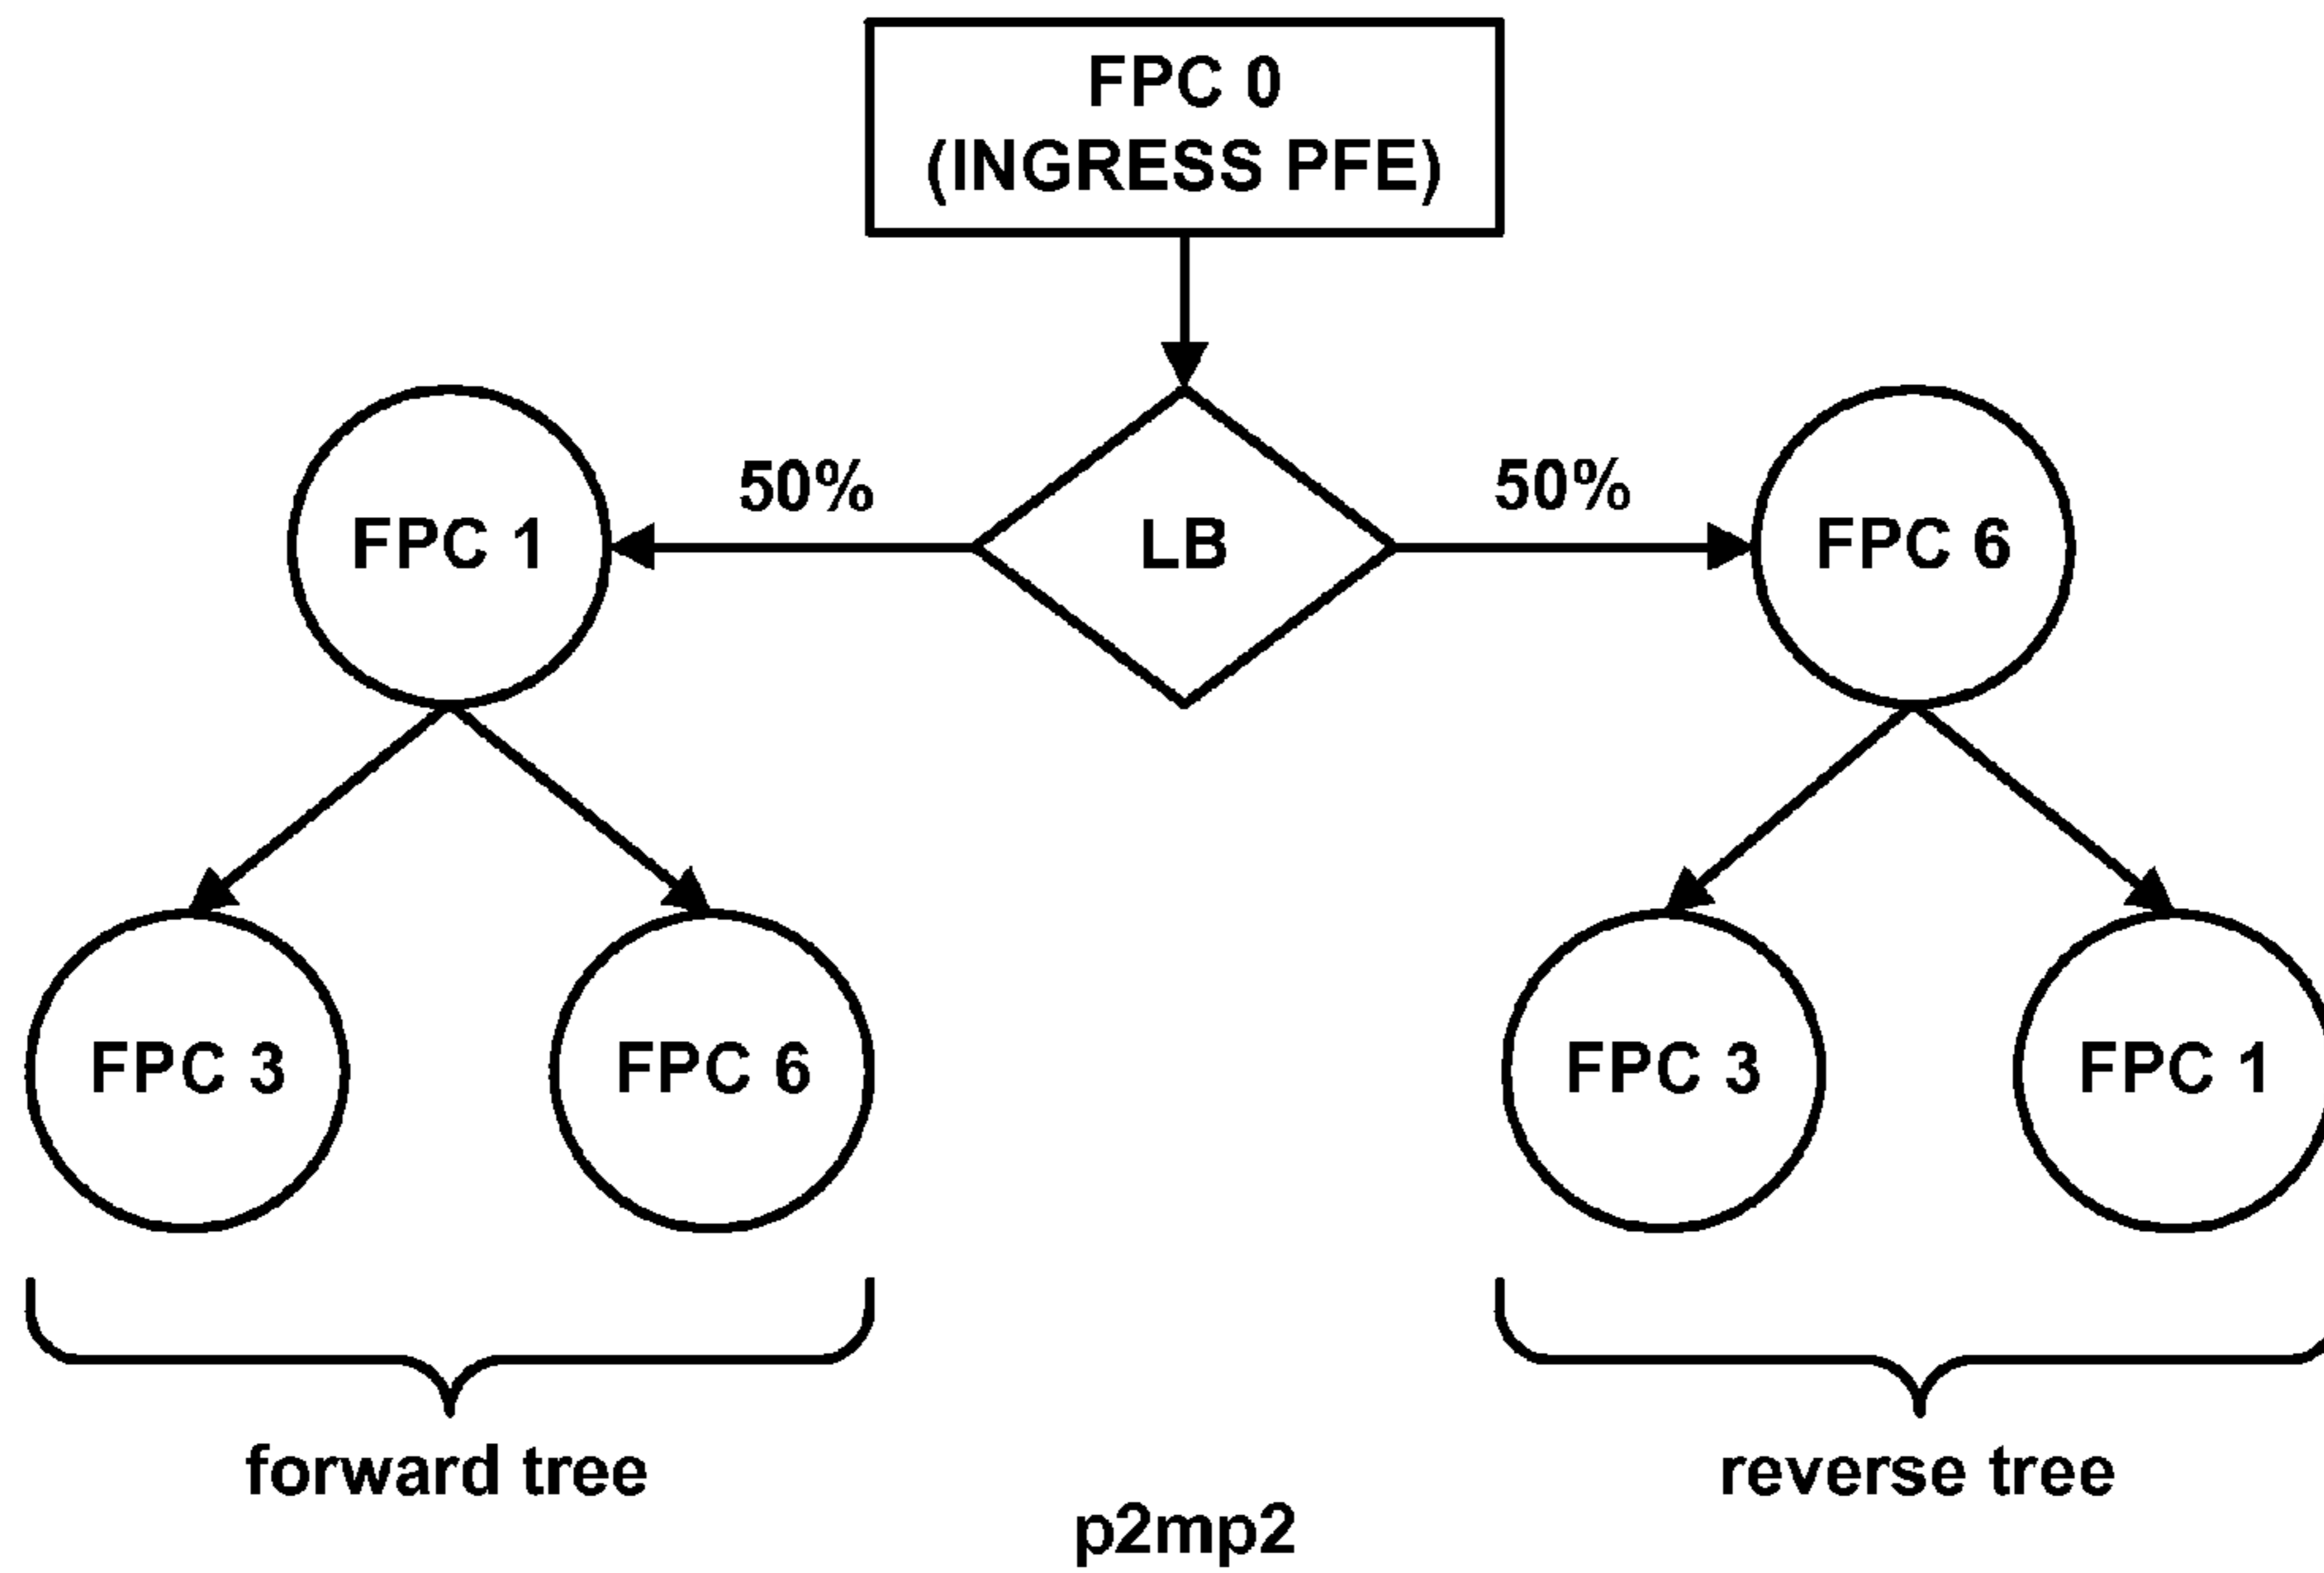 FPC 0
(INGRESS PFE)
50%
50%
FPC 1
LB
FPC 6
FPC 3
FPC 6
FPC 3
FPC 1
forward tree
reverse tree
p2mp2